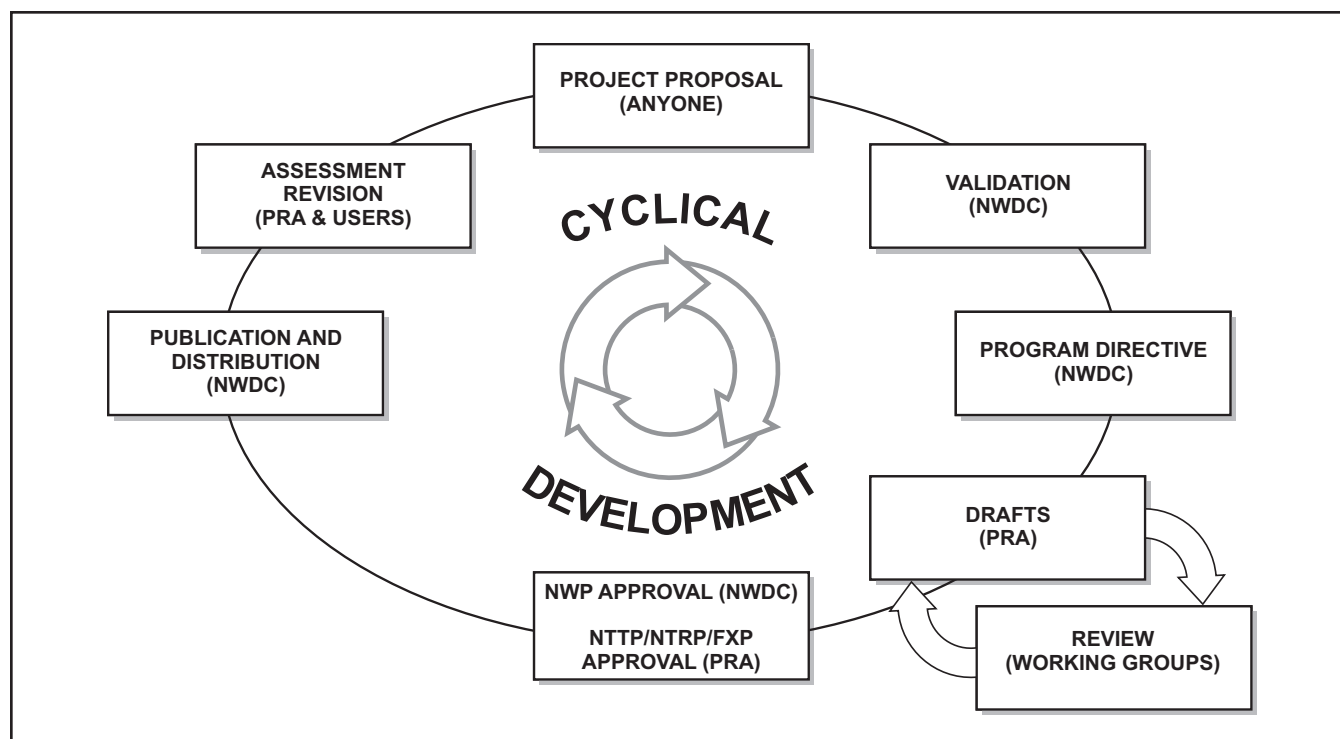 PROJECT PROPOSAL
(ANYONE)
ASSESSMENT
REVISION
(PRA & USERS)
VALIDATION
(NWDC)
CYCLICAL
PUBLICATION AND
DISTRIBUTION
(NWDC)
PROGRAM DIRECTIVE
(NWDC)
DEVELOPMENT
DRAFTS
(PRA)
NWP APPROVAL (NWDC)
NTTP/NTRP/FXP
APPROVAL (PRA)
REVIEW
(WORKING GROUPS)